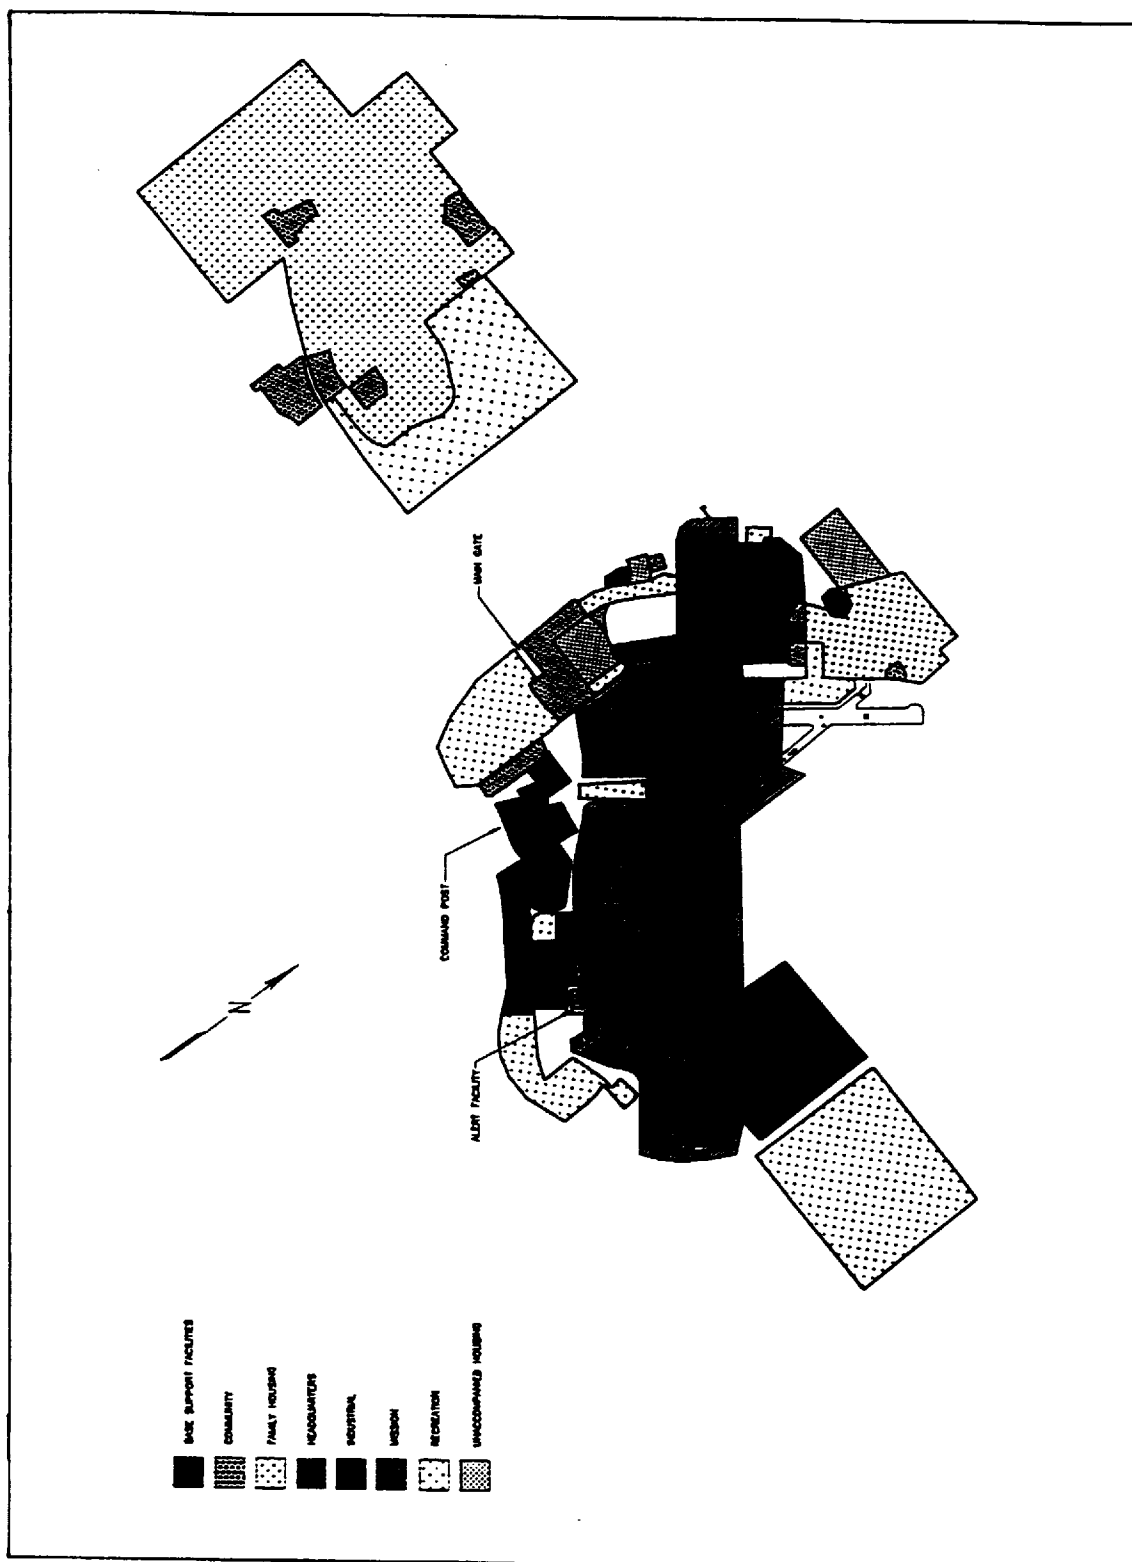 MAIN GATE
COMMAND POST
N
ALERT FACILITY
BASE SUPPORT FACILITIES
COMMUNITY
FAMILY HOUSING
HEADQUARTERS
INDUSTRIAL
MISSION
RECREATION
UNACCOMPANIED HOUSING